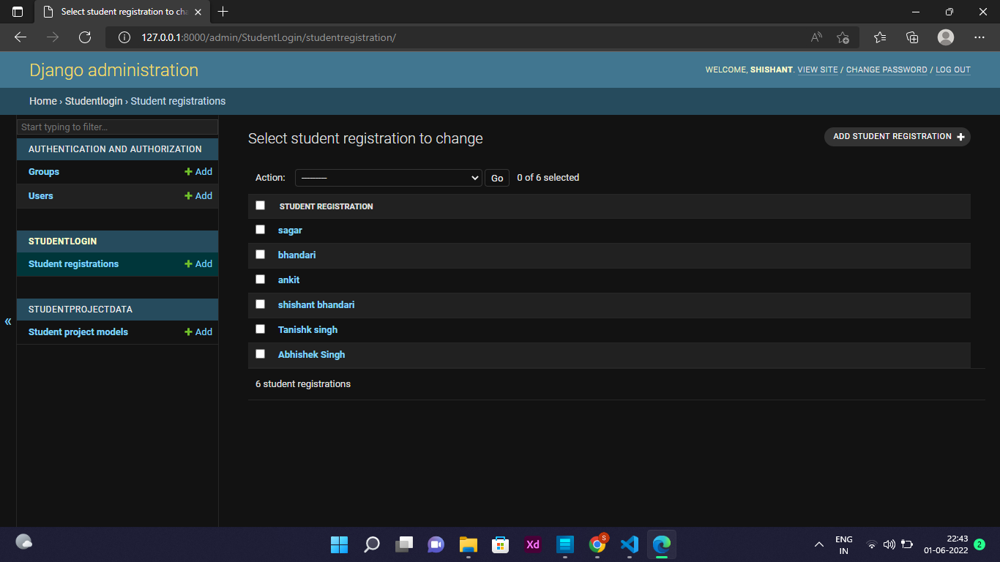 Select student registration to cha
127.0.0.1:8000/admin/StudentLogin/studentregistration/
Django administration
WELCOME, SHISHANT. VIEW SITE / CHANGE PASSWORD / LOG OUT
Home › Studentlogin › Student registrations
Start typing to filter...
AUTHENTICATION AND AUTHORIZATION
Groups + Add
Users + Add
STUDENTLOGIN
Student registrations + Add
STUDENTPROJECTDATA
Student project models + Add
«
Select student registration to change
ADD STUDENT REGISTRATION +
Action: --------- Go 0 of 6 selected
STUDENT REGISTRATION
sagar
bhandari
ankit
shishant bhandari
Tanishk singh
Abhishek Singh
6 student registrations
Xd
S
ENG
IN
22:43
01-06-2022
2